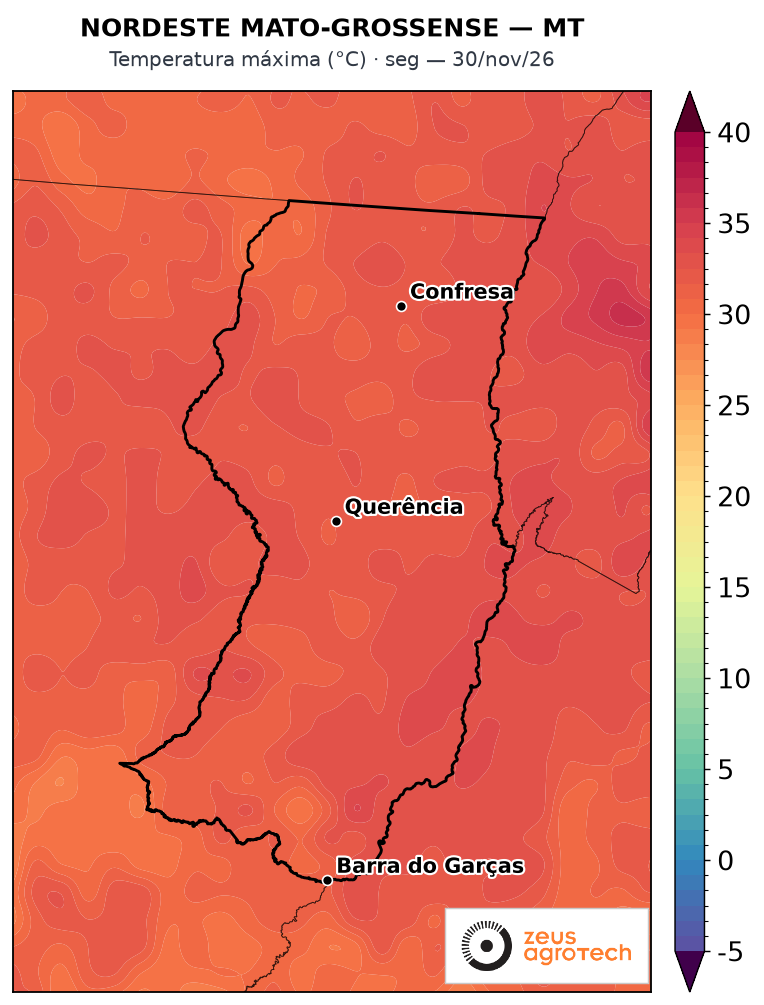 NORDESTE MATO-GROSSENSE — MT
Temperatura máxima (°C) · seg — 30/nov/26
Confresa
Querência
Barra do Garças
40
35
30
25
20
15
10
5
0
-5
zeus
agrotech